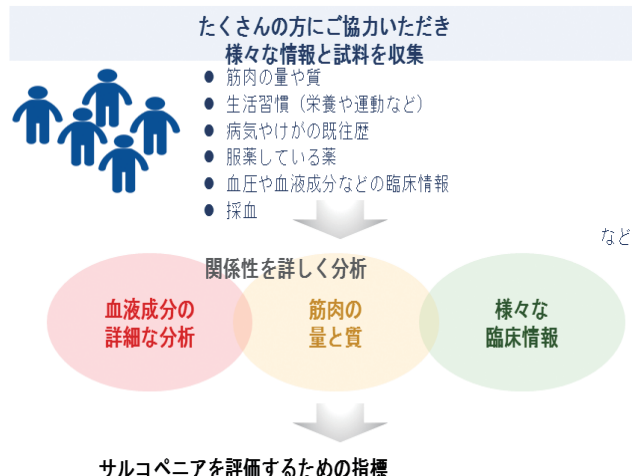 たくさんの方にご協力いただき
様々な情報と試料を収集
● 筋肉の量や質
● 生活習慣（栄養や運動など）
● 病気やけがの既往歴
● 服薬している薬
● 血圧や血液成分などの臨床情報
● 採血
など
関係性を詳しく分析
血液成分の
詳細な分析
筋肉の
量と質
様々な
臨床情報
サルコペニアを評価するための指標